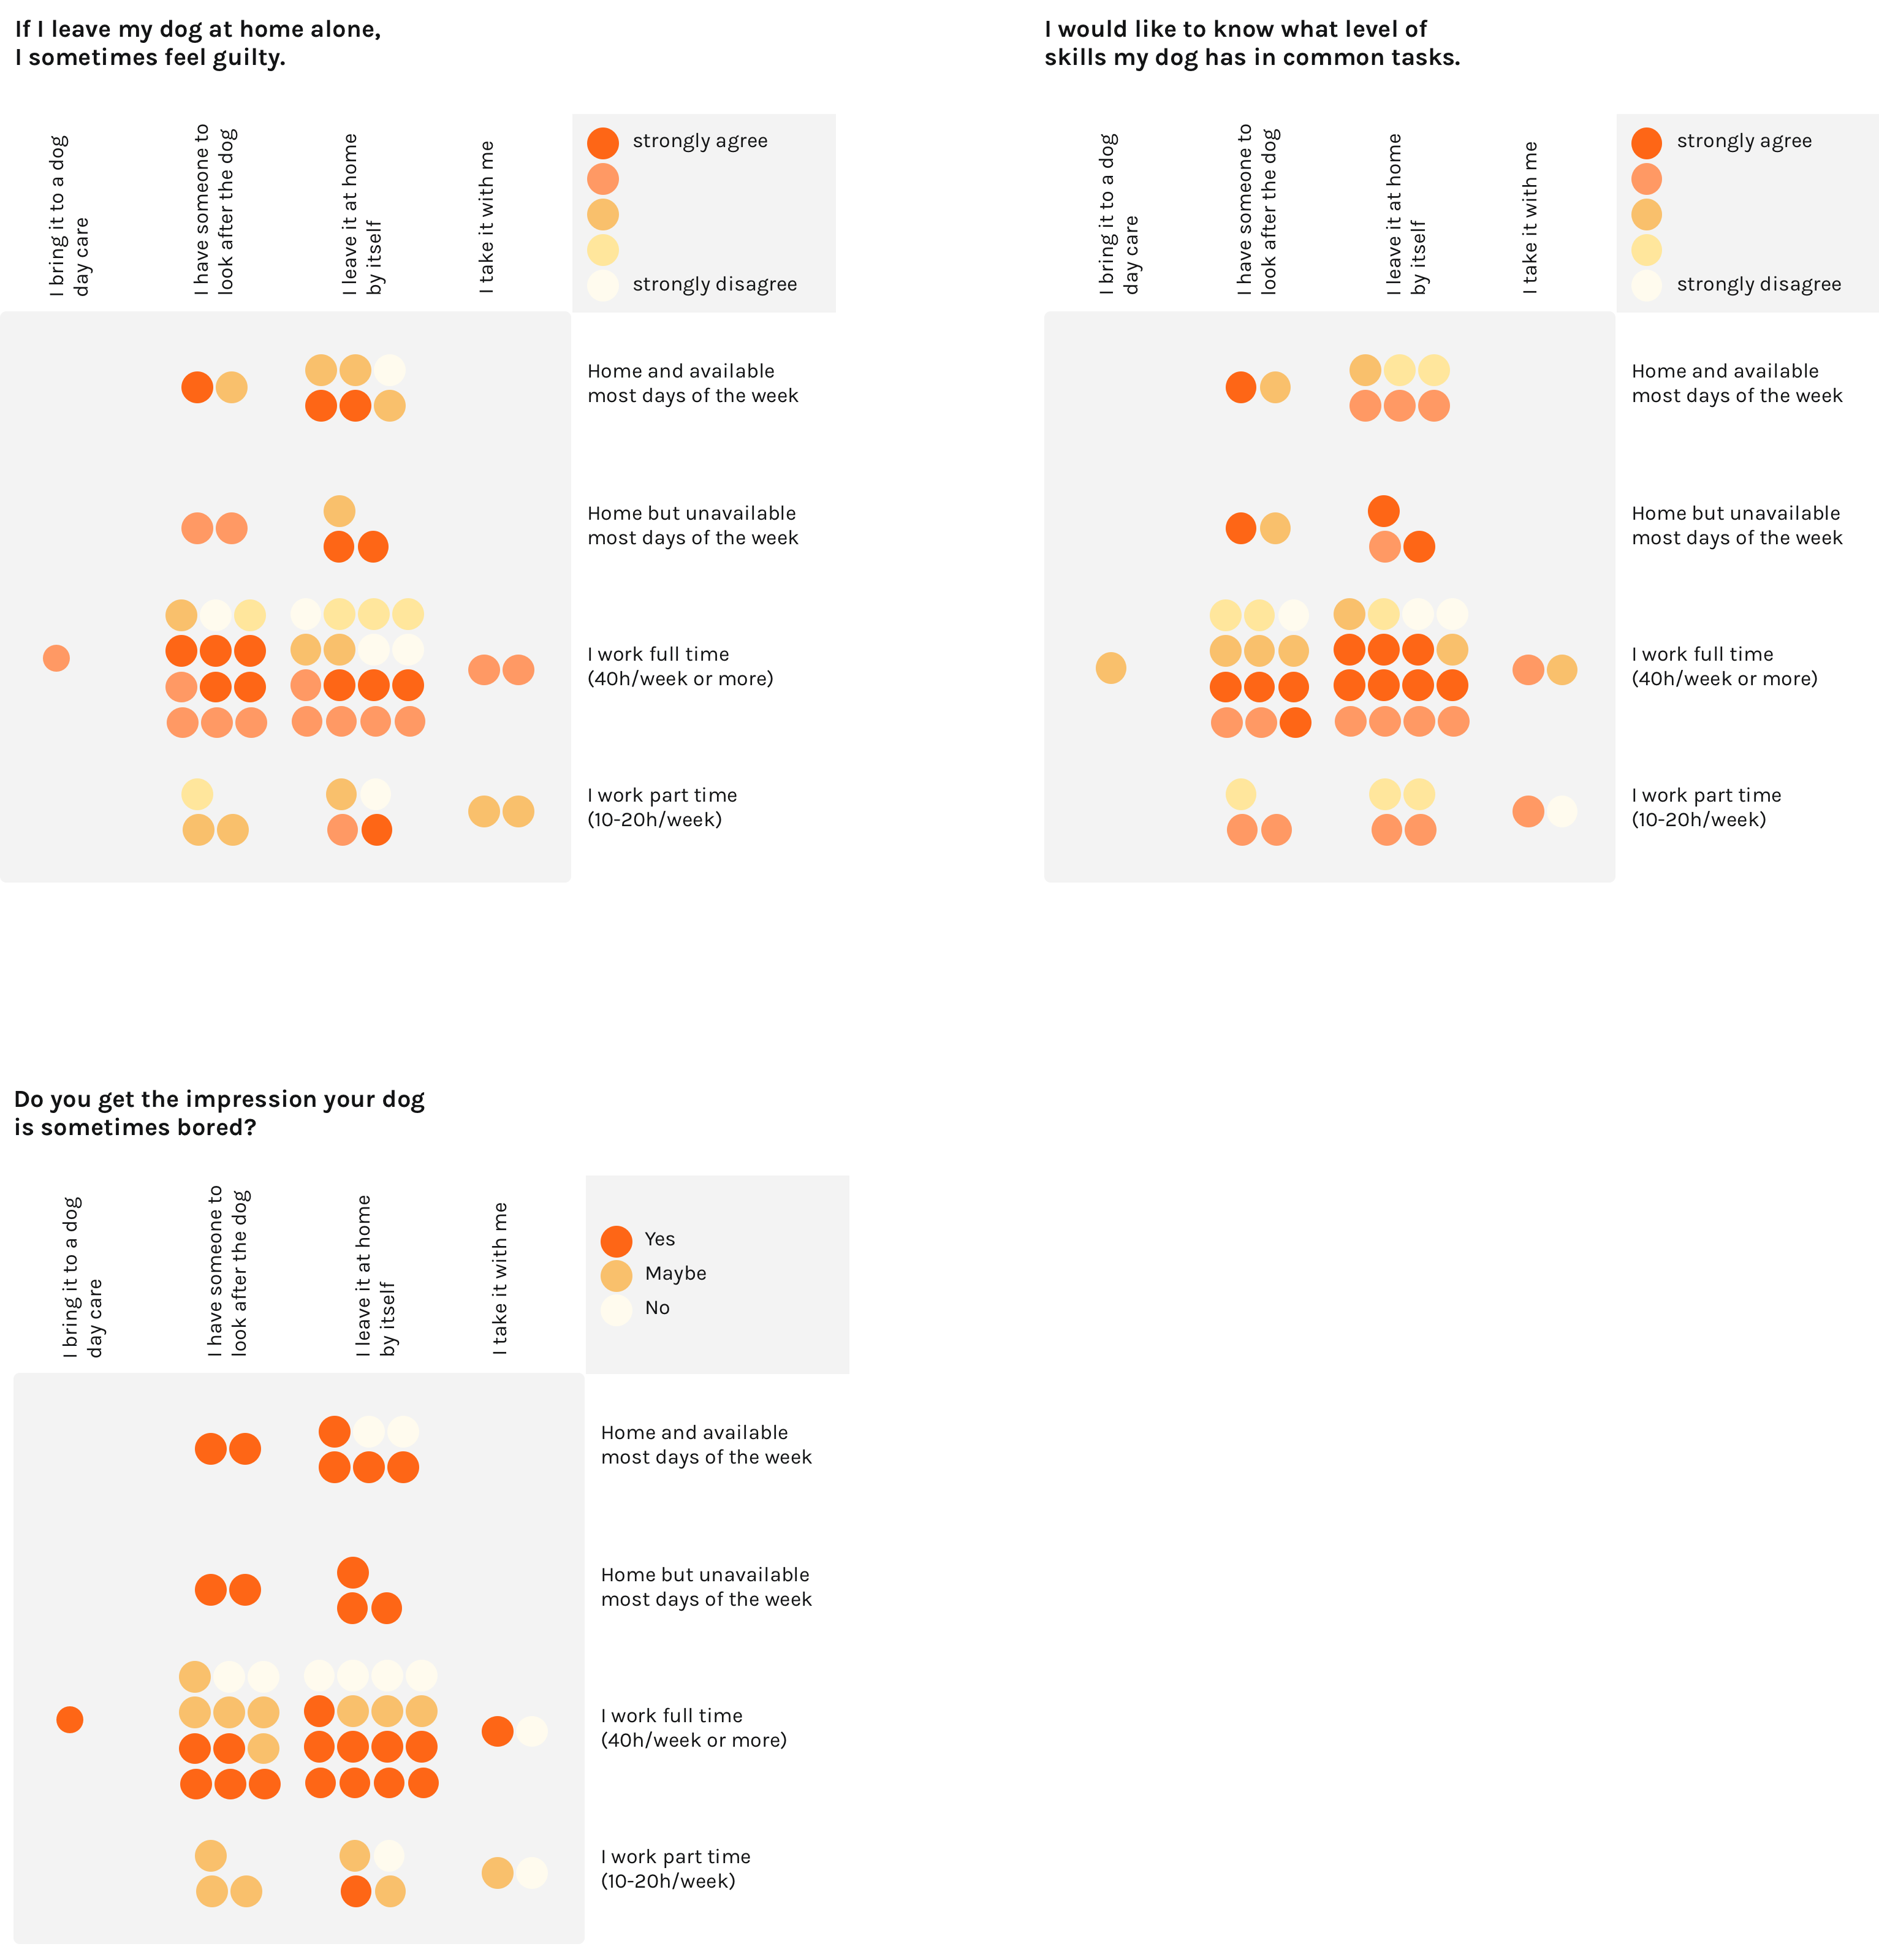 If I leave my dog at home alone,
I sometimes feel guilty.
I bring it to a dog
day care
I have someone to
look after the dog
I leave it at home
by itself
I take it with me
strongly agree
strongly disagree
Home and available
most days of the week
Home but unavailable
most days of the week
I work full time
(40h/week or more)
I work part time
(10-20h/week)
I would like to know what level of
skills my dog has in common tasks.
I bring it to a dog
day care
I have someone to
look after the dog
I leave it at home
by itself
I take it with me
strongly agree
strongly disagree
Home and available
most days of the week
Home but unavailable
most days of the week
I work full time
(40h/week or more)
I work part time
(10-20h/week)
Do you get the impression your dog
is sometimes bored?
I bring it to a dog
day care
I have someone to
look after the dog
I leave it at home
by itself
I take it with me
Yes
Maybe
No
Home and available
most days of the week
Home but unavailable
most days of the week
I work full time
(40h/week or more)
I work part time
(10-20h/week)